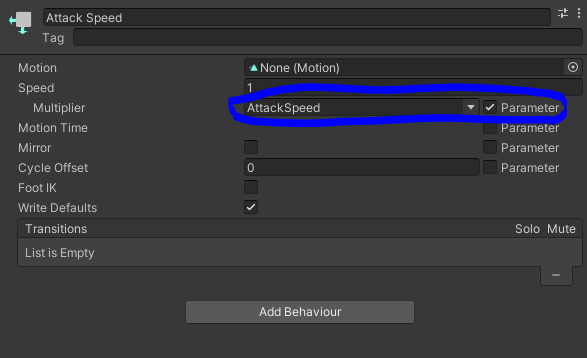 Attack Speed
Tag
Motion None (Motion)
Speed 1
Multiplier AttackSpeed Parameter
Motion Time Parameter
Mirror Parameter
Cycle Offset 0 Parameter
Foot IK
Write Defaults
Transitions Solo Mute
List is Empty
Add Behaviour